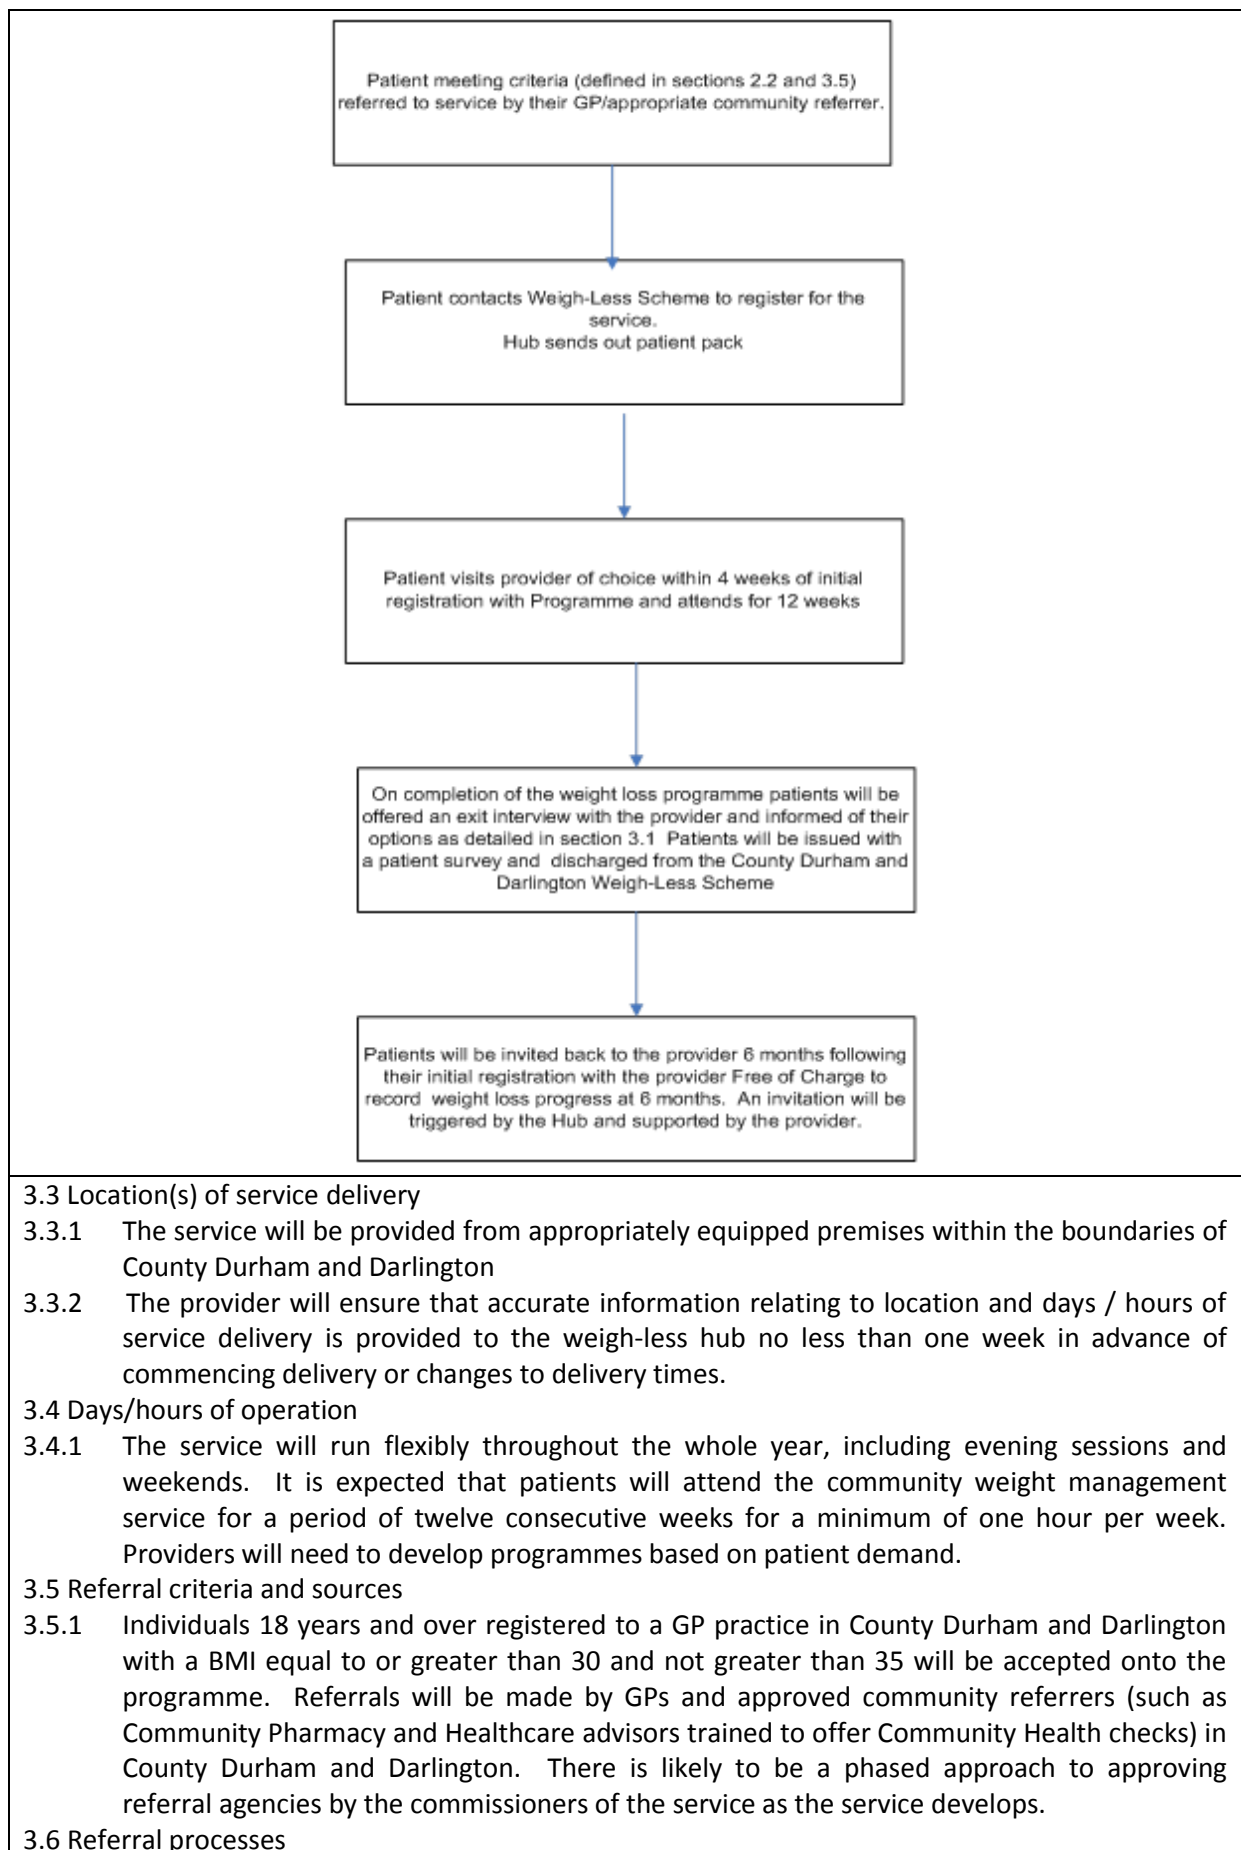 Patient meeting criteria (defined in sections 2.2 and 3.5)
referred to service by their GP/appropriate community referrer.
Patient contacts Weigh-Less Scheme to register for the
service.
Hub sends out patient pack
Patient visits provider of choice within 4 weeks of initial
registration with Programme and attends for 12 weeks
On completion of the weight loss programme patients will be
offered an exit interview with the provider and informed of their
options as detailed in section 3.1 Patients will be issued with
a patient survey and discharged from the County Durham and
Darlington Weigh-Less Scheme
Patients will be invited back to the provider 6 months following
their initial registration with the provider Free of Charge to
record weight loss progress at 6 months. An invitation will be
triggered by the Hub and supported by the provider.
3.3 Location(s) of service delivery
3.3.1 The service will be provided from appropriately equipped premises within the boundaries of
County Durham and Darlington
3.3.2 The provider will ensure that accurate information relating to location and days / hours of
service delivery is provided to the weigh-less hub no less than one week in advance of
commencing delivery or changes to delivery times.
3.4 Days/hours of operation
3.4.1 The service will run flexibly throughout the whole year, including evening sessions and
weekends. It is expected that patients will attend the community weight management
service for a period of twelve consecutive weeks for a minimum of one hour per week.
Providers will need to develop programmes based on patient demand.
3.5 Referral criteria and sources
3.5.1 Individuals 18 years and over registered to a GP practice in County Durham and Darlington
with a BMI equal to or greater than 30 and not greater than 35 will be accepted onto the
programme. Referrals will be made by GPs and approved community referrers (such as
Community Pharmacy and Healthcare advisors trained to offer Community Health checks) in
County Durham and Darlington. There is likely to be a phased approach to approving
referral agencies by the commissioners of the service as the service develops.
3.6 Referral processes